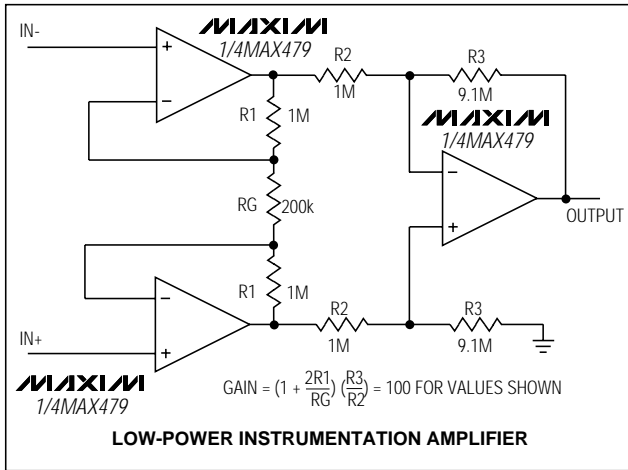 IN-
MAXIM
1/4MAX479
R2
1M
R3
9.1M
R1
1M
MAXIM
1/4MAX479
-
+
+
-
RG
200k
OUTPUT
R1
1M
-
+
R2
1M
R3
9.1M
IN+
MAXIM
1/4MAX479
GAIN = (1 + 2R1/RG) (R3/R2) = 100 FOR VALUES SHOWN
LOW-POWER INSTRUMENTATION AMPLIFIER